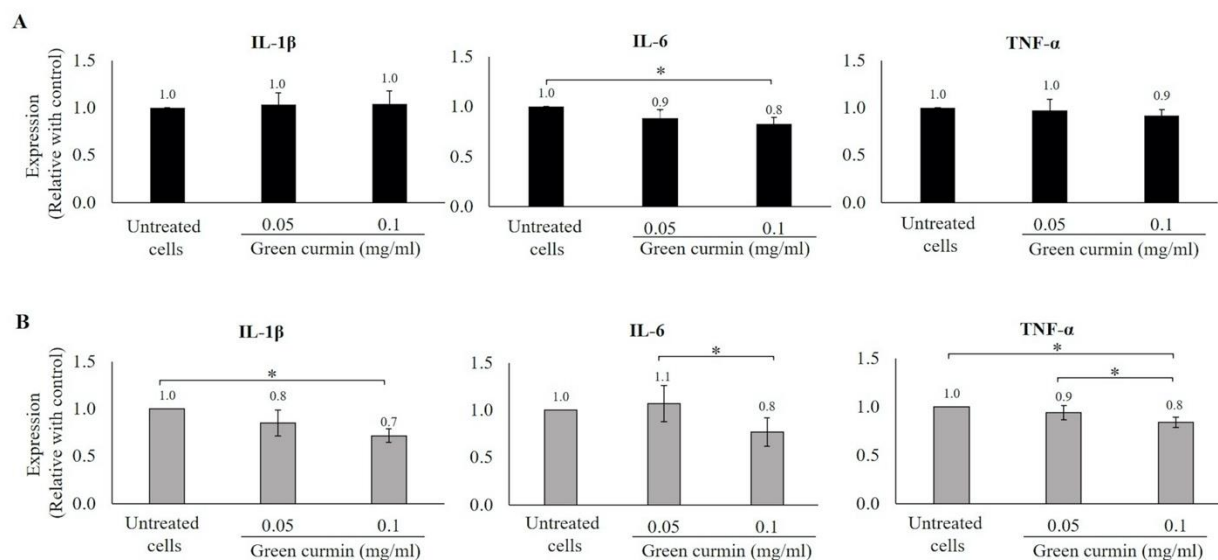 A
IL-1β
IL-6
TNF-α
Expression
(Relative with control)
1.5
1.0
0.5
0.0
1.0
1.0
1.0
Untreated
cells
0.05
0.1
Green curmin (mg/ml)
1.5
1.0
0.5
0.0
*
1.0
0.9
0.8
Untreated
cells
0.05
0.1
Green curmin (mg/ml)
1.5
1.0
0.5
0.0
1.0
1.0
0.9
Untreated
cells
0.05
0.1
Green curmin (mg/ml)
B
IL-1β
IL-6
TNF-α
Expression
(Relative with control)
1.5
1.0
0.5
0.0
*
1.0
0.8
0.7
Untreated
cells
0.05
0.1
Green curmin (mg/ml)
1.5
1.0
0.5
0.0
*
1.0
1.1
0.8
Untreated
cells
0.05
0.1
Green curmin (mg/ml)
1.5
1.0
0.5
0.0
*
*
1.0
0.9
0.8
Untreated
cells
0.05
0.1
Green curmin (mg/ml)